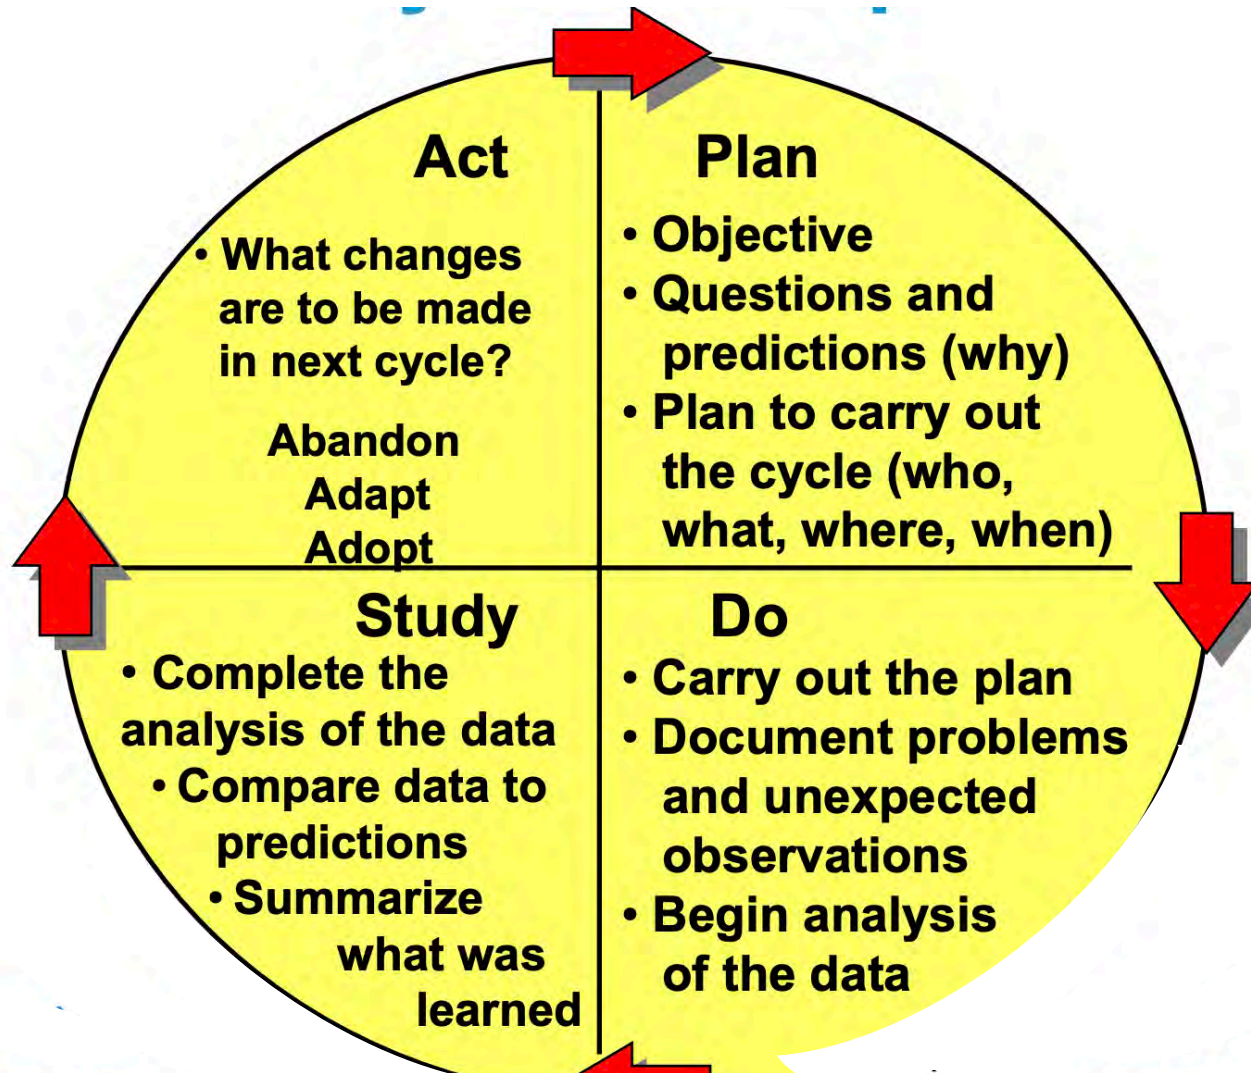 Act
• What changes
are to be made
in next cycle?
Abandon
Adapt
Adopt
Plan
• Objective
• Questions and
predictions (why)
• Plan to carry out
the cycle (who,
what, where, when)
Study
• Complete the
analysis of the data
• Compare data to
predictions
• Summarize
what was
learned
Do
• Carry out the plan
• Document problems
and unexpected
observations
• Begin analysis
of the data